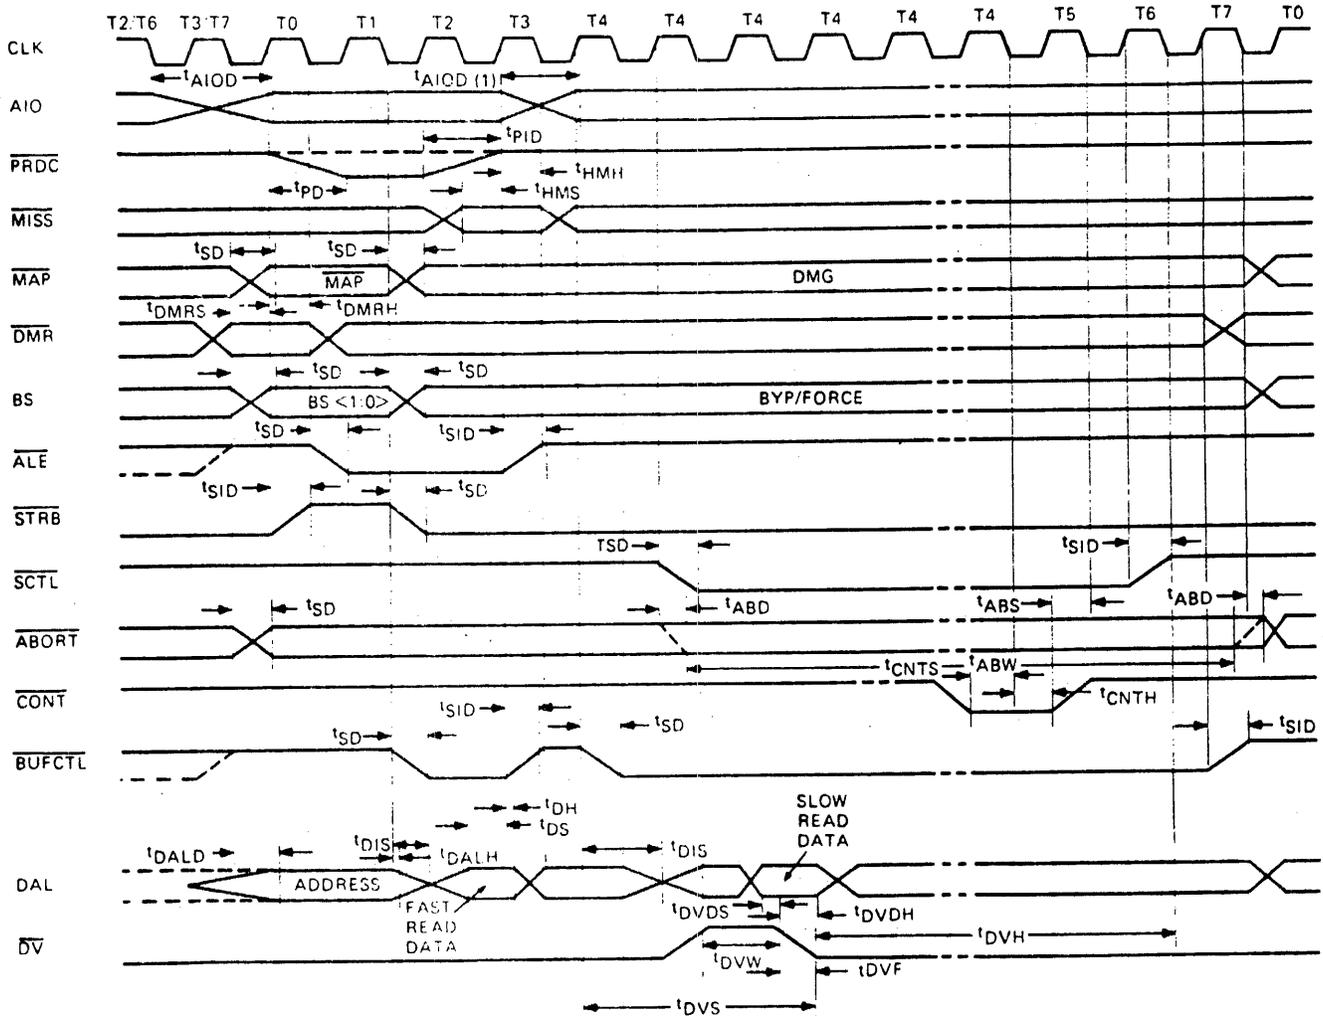 T2:T6 T3:T7 T0 T1 T2 T3 T4 T4 T4 T4 T4 T4 T5 T6 T7 T0
CLK
tAIOD tAIOD (1)
AIO
tPID
PRDC
tHMH
tPD tHMS
MISS
tSD tSD
MAP MAP DMG
tDMRS tDMRH
DMR
tSD tSD
BS BS <1:0> BYP/FORCE
tSD tSID
ALE
tSID tSD
STRB
TSD tSID
SCTL
tSD tABD tABS tABD
ABORT
tCNTS tABW
CONT tCNTH
tSID tSD
tSD tSID
BUFCTL
SLOW
READ
DATA
tDH
tDS
tDIS
tDALD tDALH tDIS
DAL ADDRESS
FAST
READ
DATA
tDVDS tDVDH
DV tDVH
tDVW tDVF
tDVS